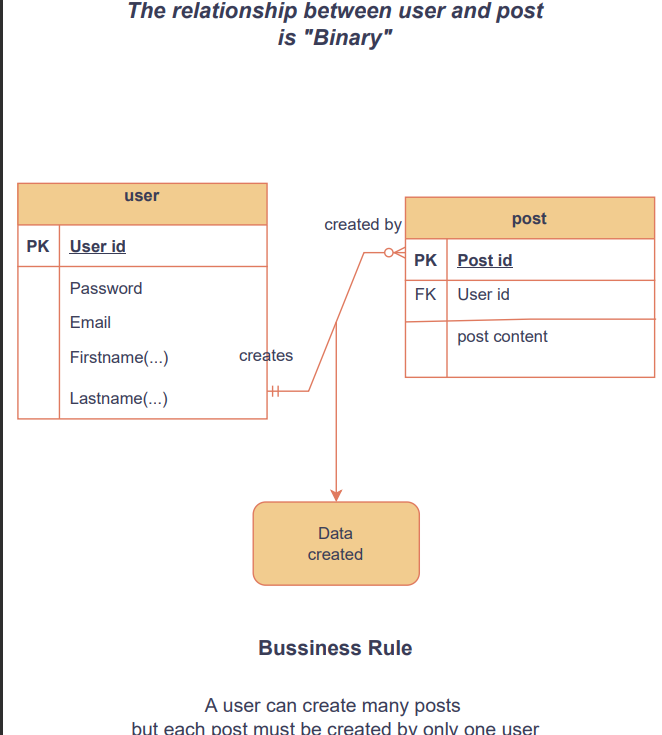 The relationship between user and post
is "Binary"
user
PK User id
Password
Email
Firstname(...)
Lastname(...)
created by
creates
post
PK Post id
FK User id
post content
Data
created
Bussiness Rule
A user can create many posts
but each post must be created by only one user